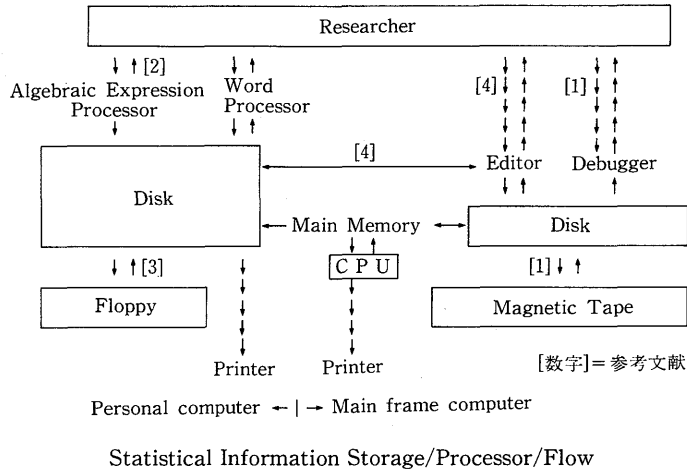 Researcher
[2]
Algebraic Expression
Processor
Word
Processor
[4]
[1]
[4]
Editor
Debugger
Disk
Main Memory
Disk
[3]
C P U
[1]
Floppy
Magnetic Tape
Printer
Printer
[数字]=参考文献
Personal computer ←|→ Main frame computer
Statistical Information Storage/Processor/Flow